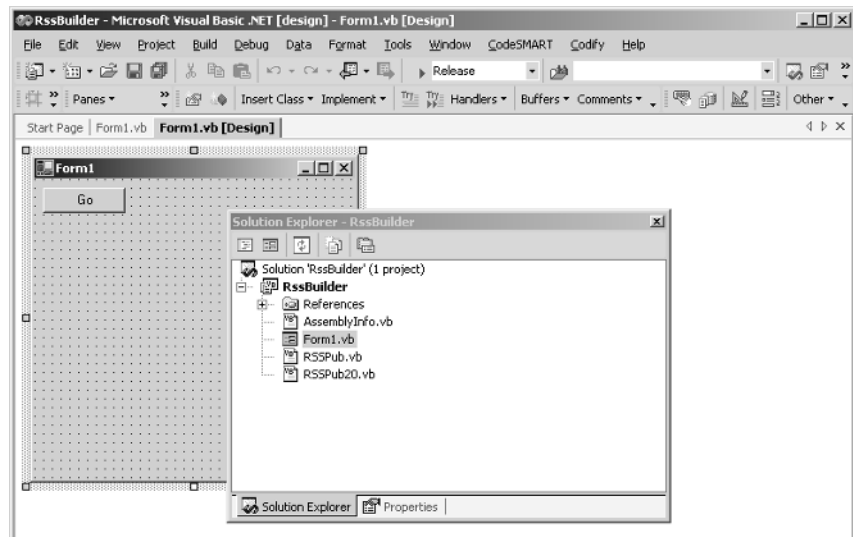 RssBuilder - Microsoft Visual Basic .NET [design] - Form1.vb [Design]
File Edit View Project Build Debug Data Format Tools Window CodeSMART Codify Help
Release
Panes Insert Class Implement Try Try Handlers Buffers Comments Other
Start Page Form1.vb Form1.vb [Design]
Form1
Go
Solution Explorer - RssBuilder
Solution 'RssBuilder' (1 project)
RssBuilder
References
AssemblyInfo.vb
Form1.vb
RSSPub.vb
RSSPub20.vb
Solution Explorer Properties